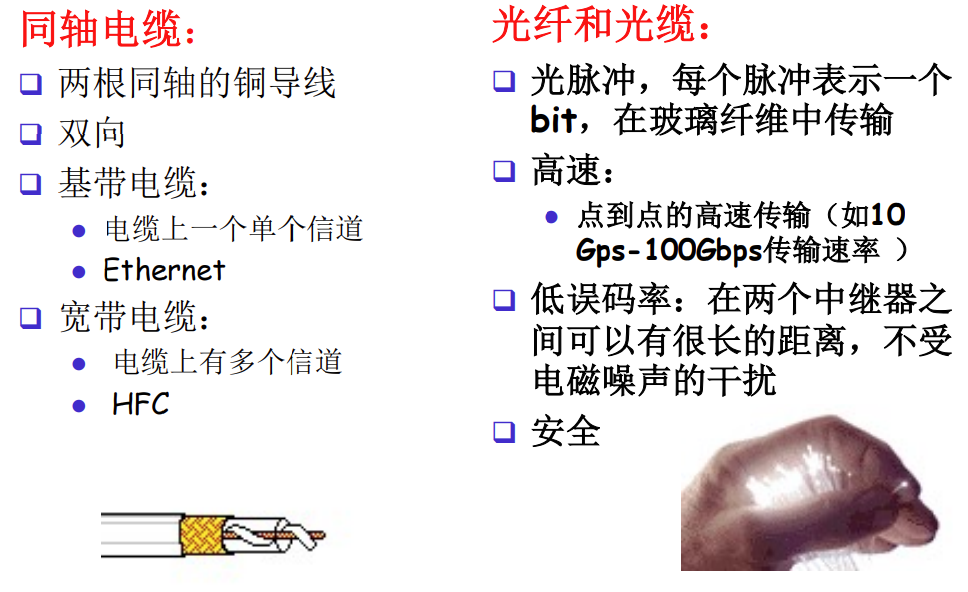 同轴电缆：
两根同轴的铜导线
双向
基带电缆：
电缆上一个单个信道
Ethernet
宽带电缆：
电缆上有多个信道
HFC
光纤和光缆：
光脉冲，每个脉冲表示一个
bit，在玻璃纤维中传输
高速：
点到点的高速传输（如10
Gps-100Gbps传输速率 ）
低误码率：在两个中继器之
间可以有很长的距离，不受
电磁噪声的干扰
安全